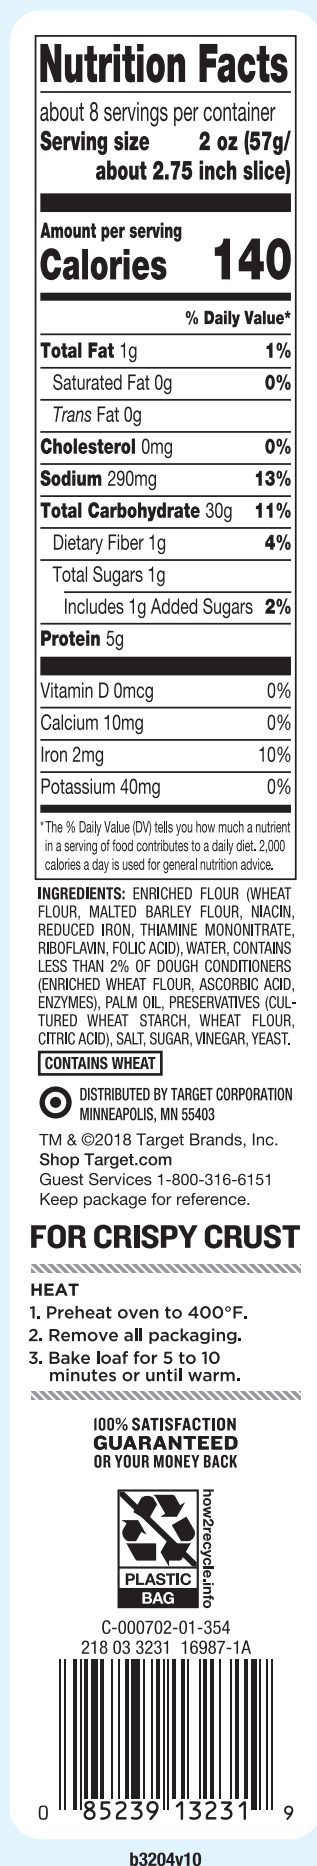 Nutrition Facts
about 8 servings per container
Serving size 2 oz (57g/
about 2.75 inch slice)
Amount per serving
Calories 140
% Daily Value*
Total Fat 1g 1%
Saturated Fat 0g 0%
Trans Fat 0g
Cholesterol 0mg 0%
Sodium 290mg 13%
Total Carbohydrate 30g 11%
Dietary Fiber 1g 4%
Total Sugars 1g
Includes 1g Added Sugars 2%
Protein 5g
Vitamin D 0mcg 0%
Calcium 10mg 0%
Iron 2mg 10%
Potassium 40mg 0%
*The % Daily Value (DV) tells you how much a nutrient
in a serving of food contributes to a daily diet. 2,000
calories a day is used for general nutrition advice.
INGREDIENTS: ENRICHED FLOUR (WHEAT
FLOUR, MALTED BARLEY FLOUR, NIACIN,
REDUCED IRON, THIAMINE MONONITRATE,
RIBOFLAVIN, FOLIC ACID), WATER, CONTAINS
LESS THAN 2% OF DOUGH CONDITIONERS
(ENRICHED WHEAT FLOUR, ASCORBIC ACID,
ENZYMES), PALM OIL, PRESERVATIVES (CUL-
TURED WHEAT STARCH, WHEAT FLOUR,
CITRIC ACID), SALT, SUGAR, VINEGAR, YEAST.
CONTAINS WHEAT
DISTRIBUTED BY TARGET CORPORATION
MINNEAPOLIS, MN 55403
TM & ©2018 Target Brands, Inc.
Shop Target.com
Guest Services 1-800-316-6151
Keep package for reference.
FOR CRISPY CRUST
HEAT
1. Preheat oven to 400°F.
2. Remove all packaging.
3. Bake loaf for 5 to 10
minutes or until warm.
100% SATISFACTION
GUARANTEED
OR YOUR MONEY BACK
how2recycle.info
PLASTIC
BAG
C-000702-01-354
218 03 3231 16987-1A
0 85239 13231 9
b3204v10